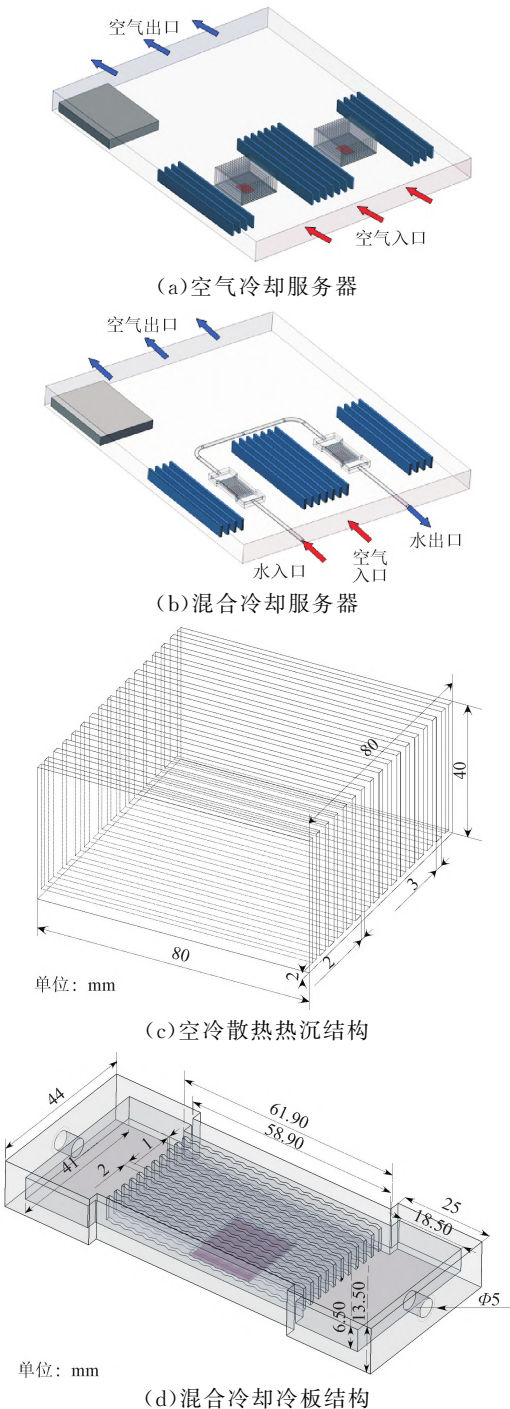 空气出口
空气入口
(a)空气冷却服务器
空气出口
水入口
空气
入口
水出口
(b)混合冷却服务器
80
40
3
2
2
80
单位：mm
(c)空冷散热热沉结构
44
61.90
58.90
1
2
41
25
18.50
6.50
13.50
Φ5
单位：mm
(d)混合冷却冷板结构